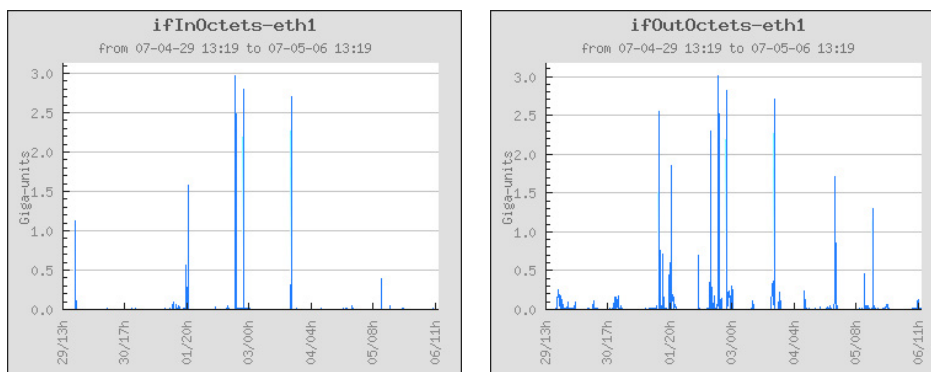 ifInOctets-eth1
from 07-04-29 13:19 to 07-05-06 13:19
Giga-units
3.0
2.5
2.0
1.5
1.0
0.5
0.0
29/13h
30/17h
01/20h
03/00h
04/04h
05/08h
06/11h
ifOutOctets-eth1
from 07-04-29 13:19 to 07-05-06 13:19
Giga-units
3.0
2.5
2.0
1.5
1.0
0.5
0.0
29/13h
30/17h
01/20h
03/00h
04/04h
05/08h
06/11h